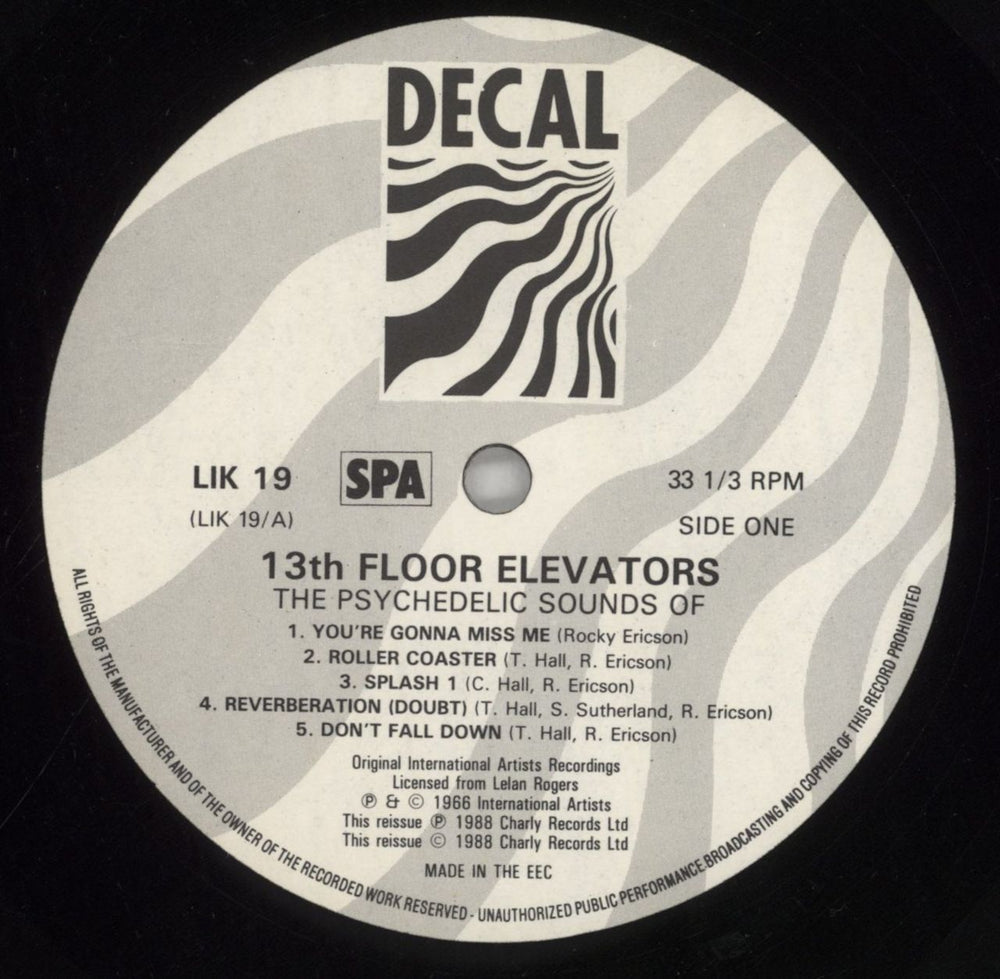 DECAL
LIK 19
(LIK 19/A)
SPA
33 1/3 RPM
SIDE ONE
13th FLOOR ELEVATORS
THE PSYCHEDELIC SOUNDS OF
1. YOU'RE GONNA MISS ME (Rocky Ericson)
2. ROLLER COASTER (T. Hall, R. Ericson)
3. SPLASH 1 (C. Hall, R. Ericson)
4. REVERBERATION (DOUBT) (T. Hall, S. Sutherland, R. Ericson)
5. DON'T FALL DOWN (T. Hall, R. Ericson)
Original International Artists Recordings
Licensed from Lelan Rogers
℗ & © 1966 International Artists
This reissue ℗ 1988 Charly Records Ltd
This reissue © 1988 Charly Records Ltd
MADE IN THE EEC
ALL RIGHTS OF THE MANUFACTURER AND OF THE OWNER OF THE RECORDED WORK RESERVED - UNAUTHORIZED PUBLIC PERFORMANCE BROADCASTING AND COPYING OF THIS RECORD PROHIBITED